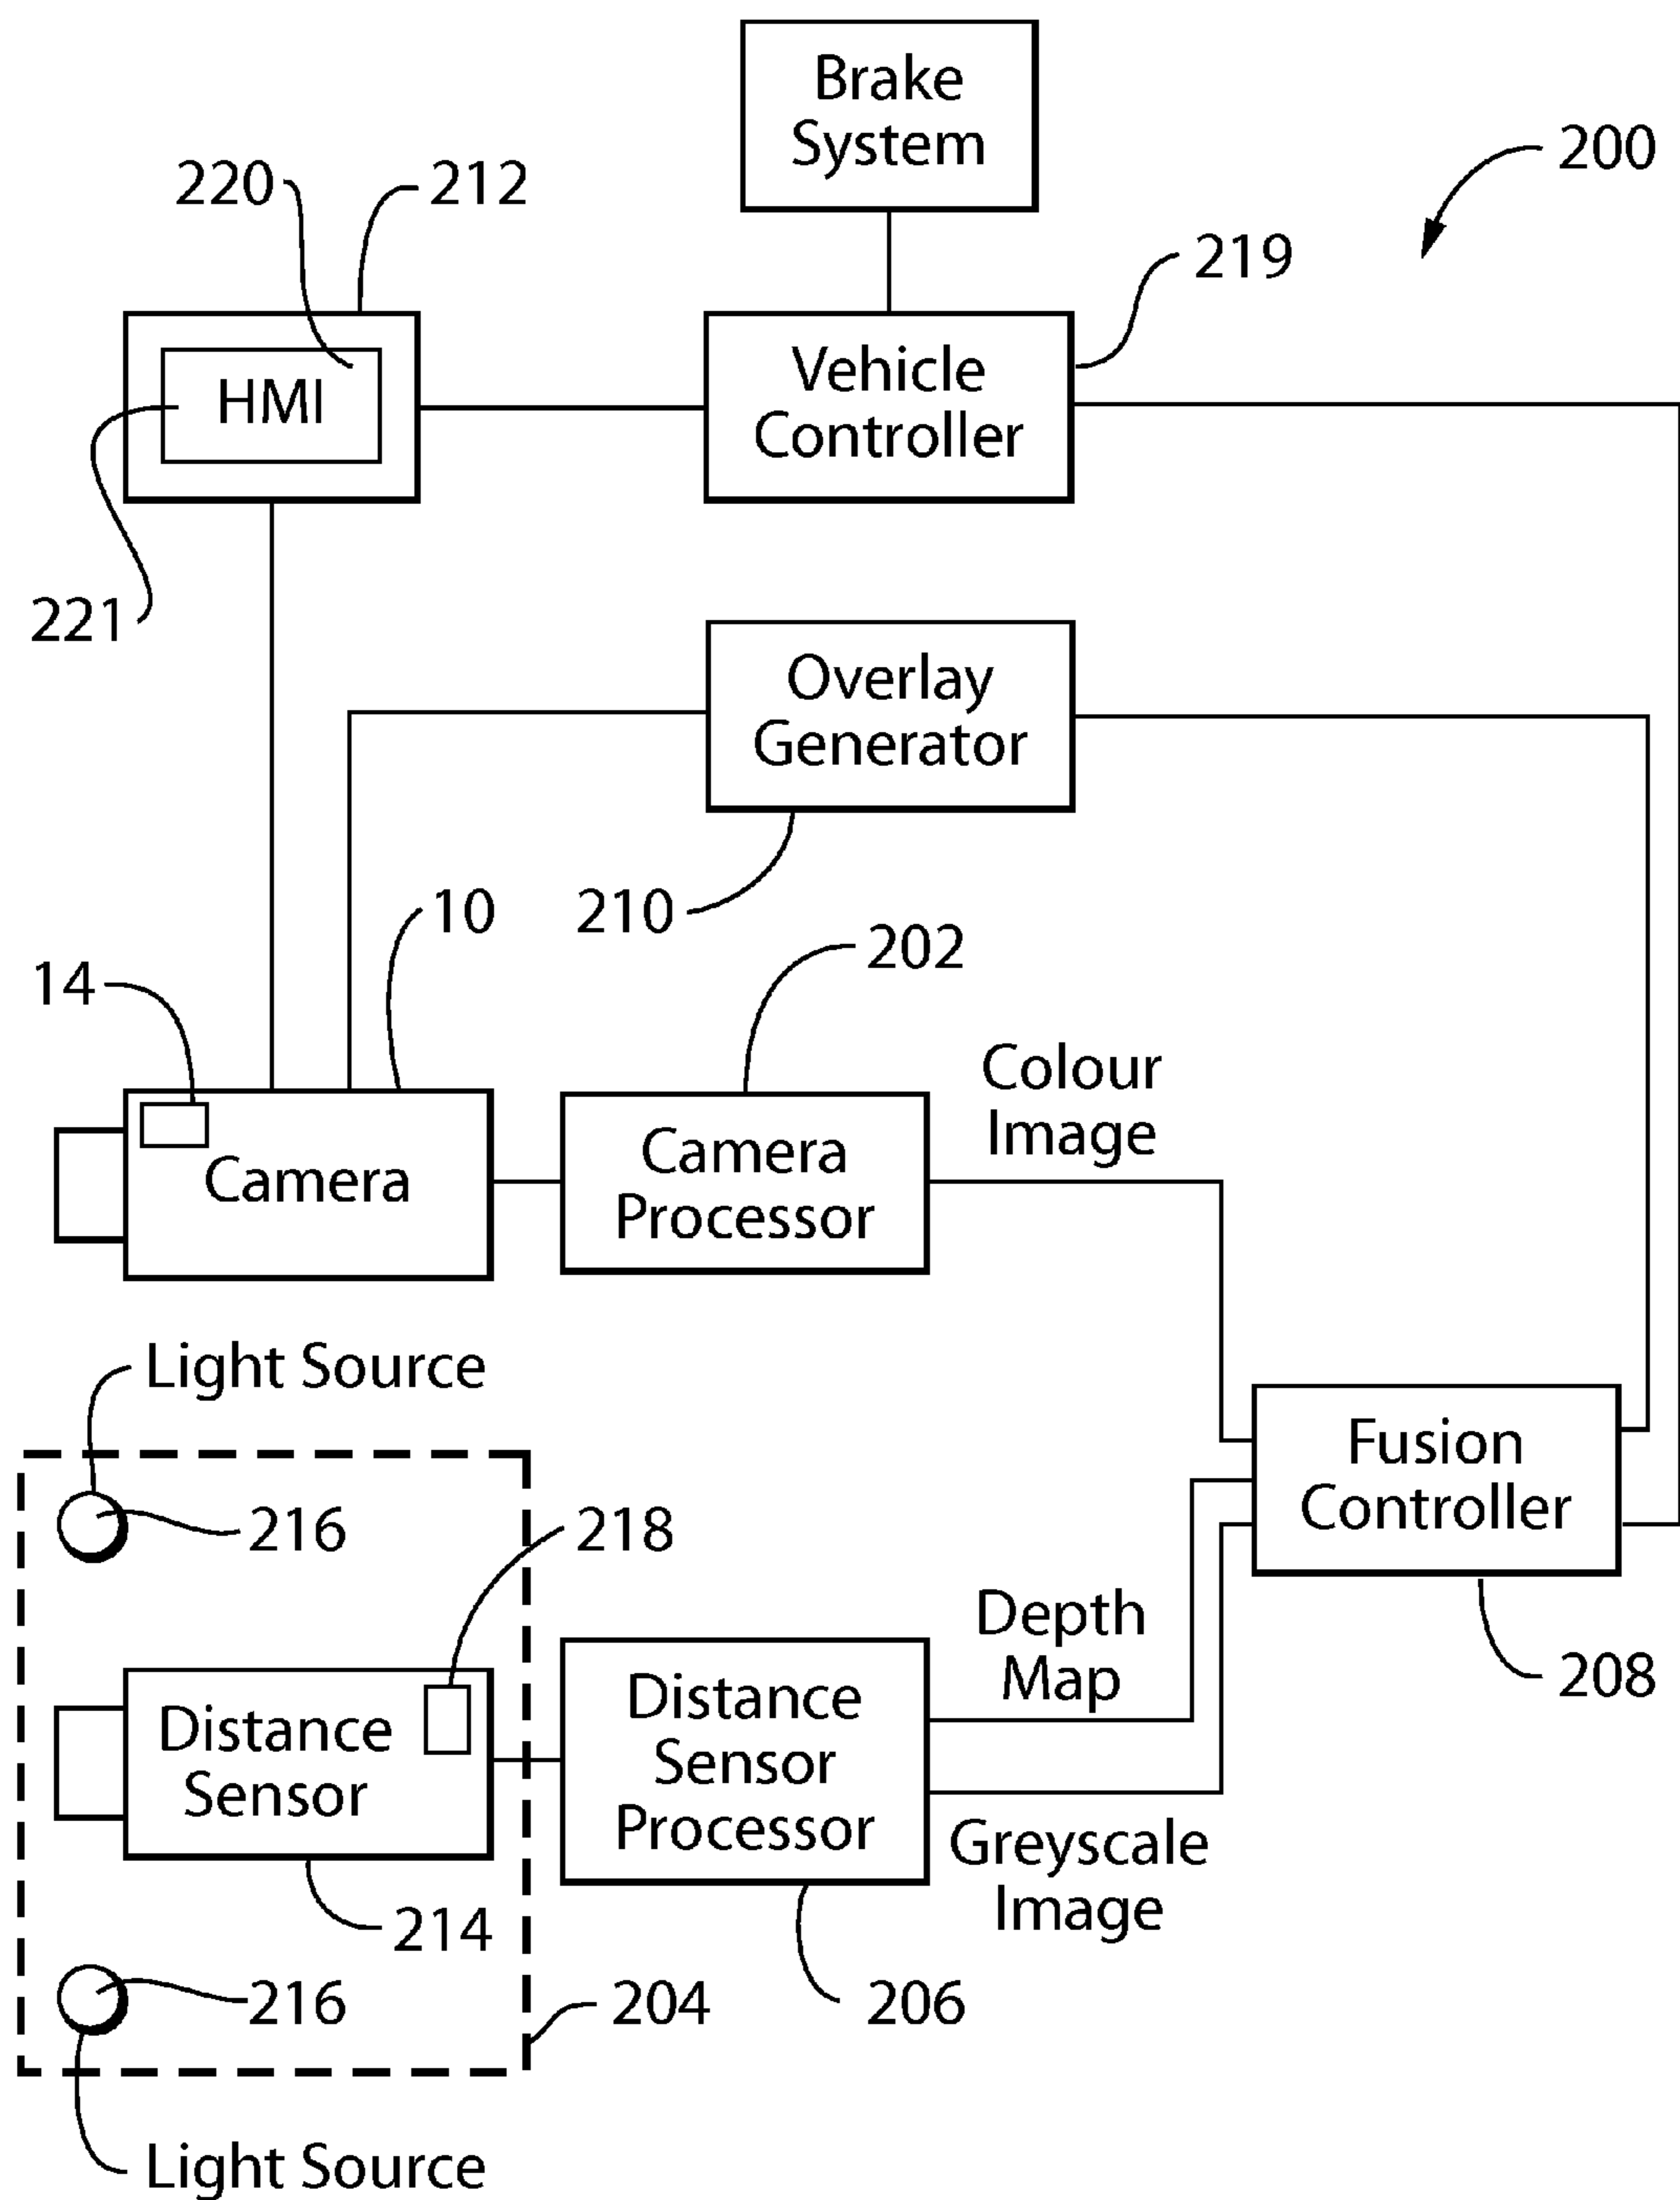 Brake
System
200
220
212
219
HMI
Vehicle
Controller
221
Overlay
Generator
10
210
202
14
Colour
Image
Camera
Camera
Processor
Light Source
Fusion
Controller
216
218
Depth
Map
208
Distance
Sensor
Distance
Sensor
Processor
Greyscale
Image
214
216
204
206
Light Source